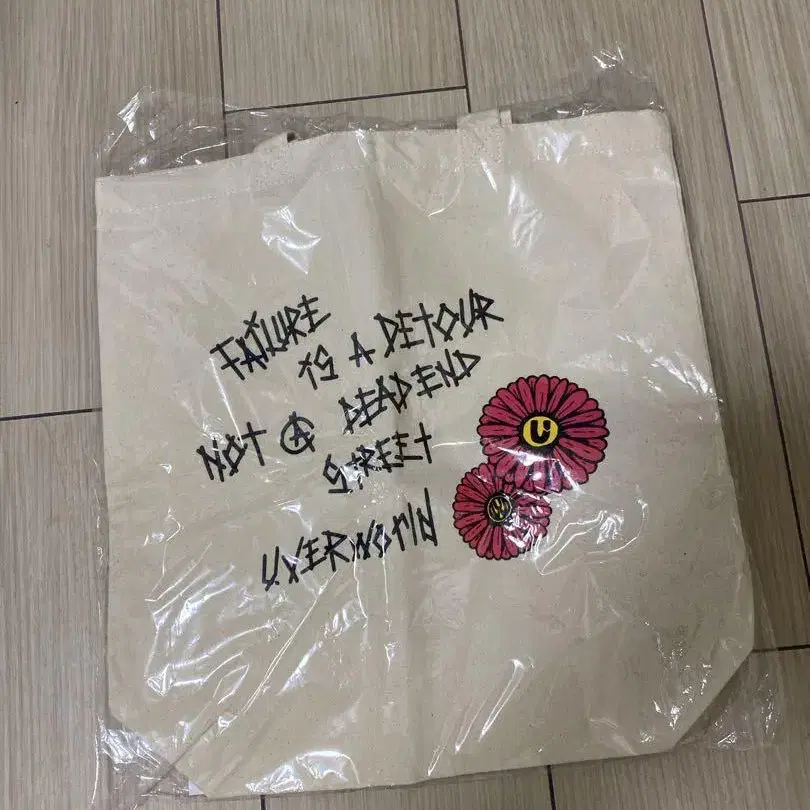 FAiLURE
iS A DETOUR
NOT A DEAD END
STREET
UVERworld
U